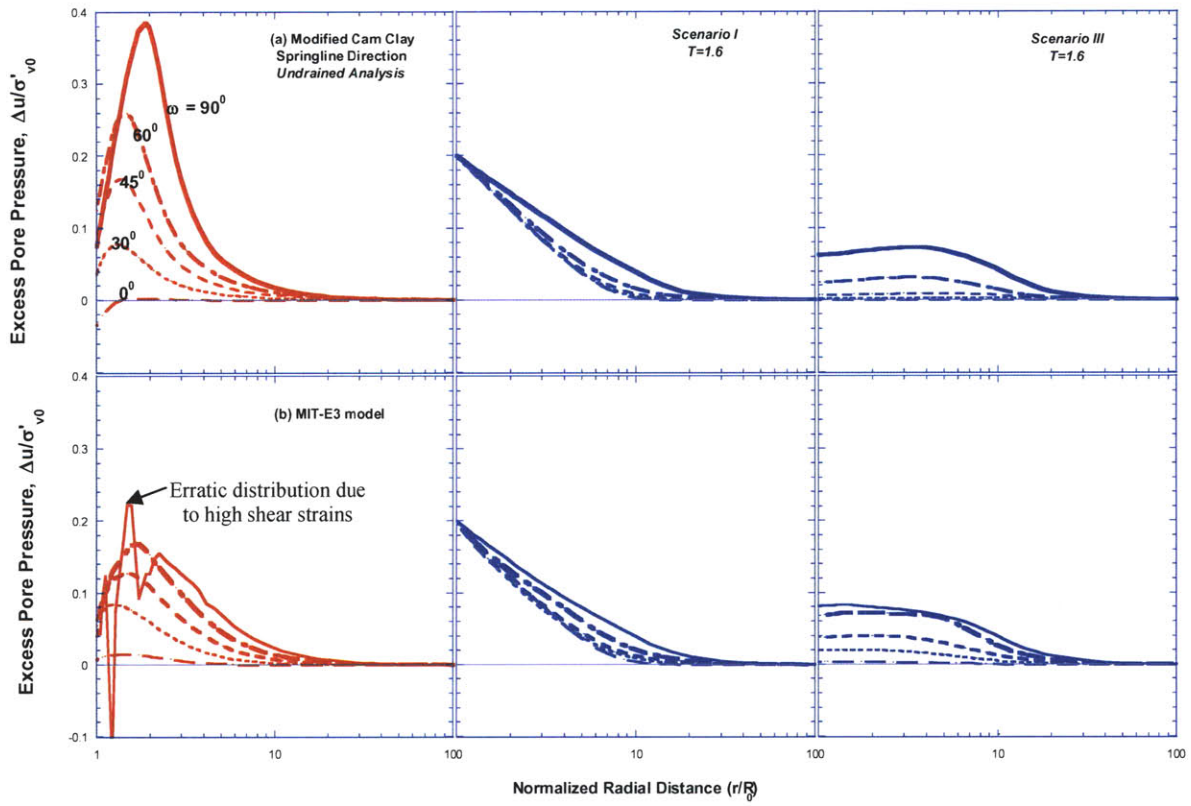 0.4
(a) Modified Cam Clay
Springline Direction
Undrained Analysis
Scenario I
T=1.6
Scenario III
T=1.6
0.3
ω = 90⁰
60⁰
0.2
45⁰
0.1
30⁰
0⁰
0
Excess Pore Pressure, Δu/σ'v0
0.4
(b) MIT-E3 model
0.3
Erratic distribution due
to high shear strains
0.2
0.1
0
-0.1
Excess Pore Pressure, Δu/σ'v0
1 10 100 10 100 10 100
Normalized Radial Distance (r/R0)